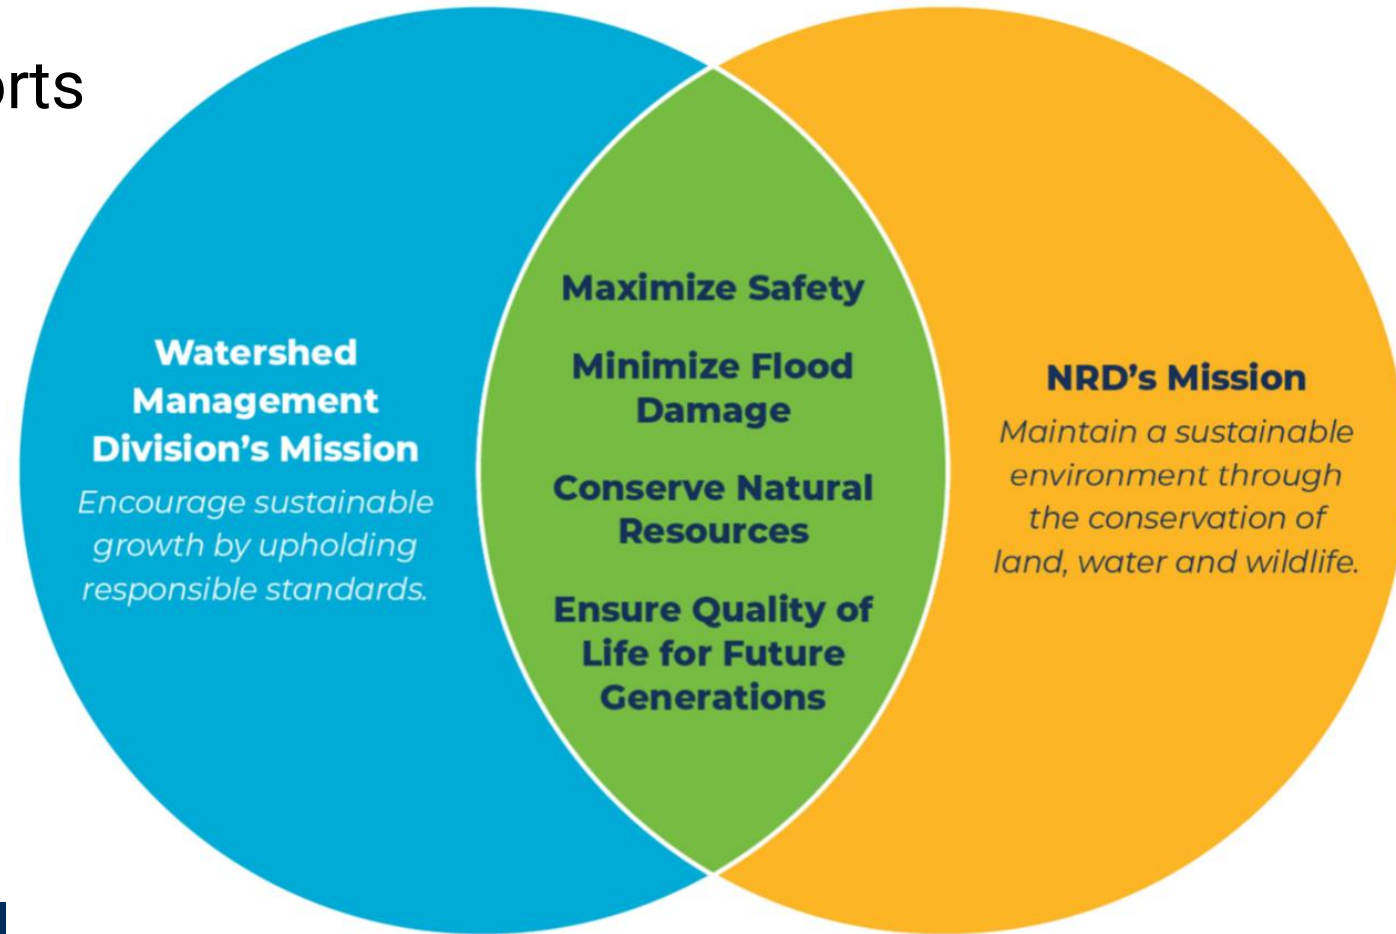 orts
Watershed
Management
Division's Mission
Encourage sustainable
growth by upholding
responsible standards.
Maximize Safety
Minimize Flood
Damage
Conserve Natural
Resources
Ensure Quality of
Life for Future
Generations
NRD's Mission
Maintain a sustainable
environment through
the conservation of
land, water and wildlife.